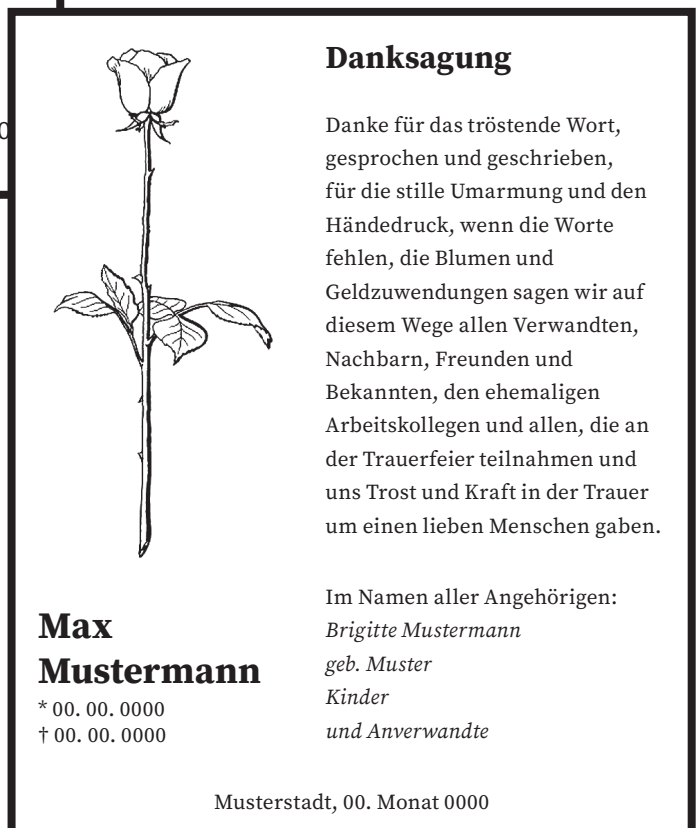 Danksagung
Danke für das tröstende Wort,
gesprochen und geschrieben,
für die stille Umarmung und den
Händedruck, wenn die Worte
fehlen, die Blumen und
Geldzuwendungen sagen wir auf
diesem Wege allen Verwandten,
Nachbarn, Freunden und
Bekannten, den ehemaligen
Arbeitskollegen und allen, die an
der Trauerfeier teilnahmen und
uns Trost und Kraft in der Trauer
um einen lieben Menschen gaben.
Im Namen aller Angehörigen:
Brigitte Mustermann
geb. Muster
Kinder
und Anverwandte
Max
Mustermann
* 00. 00. 0000
† 00. 00. 0000
Musterstadt, 00. Monat 0000